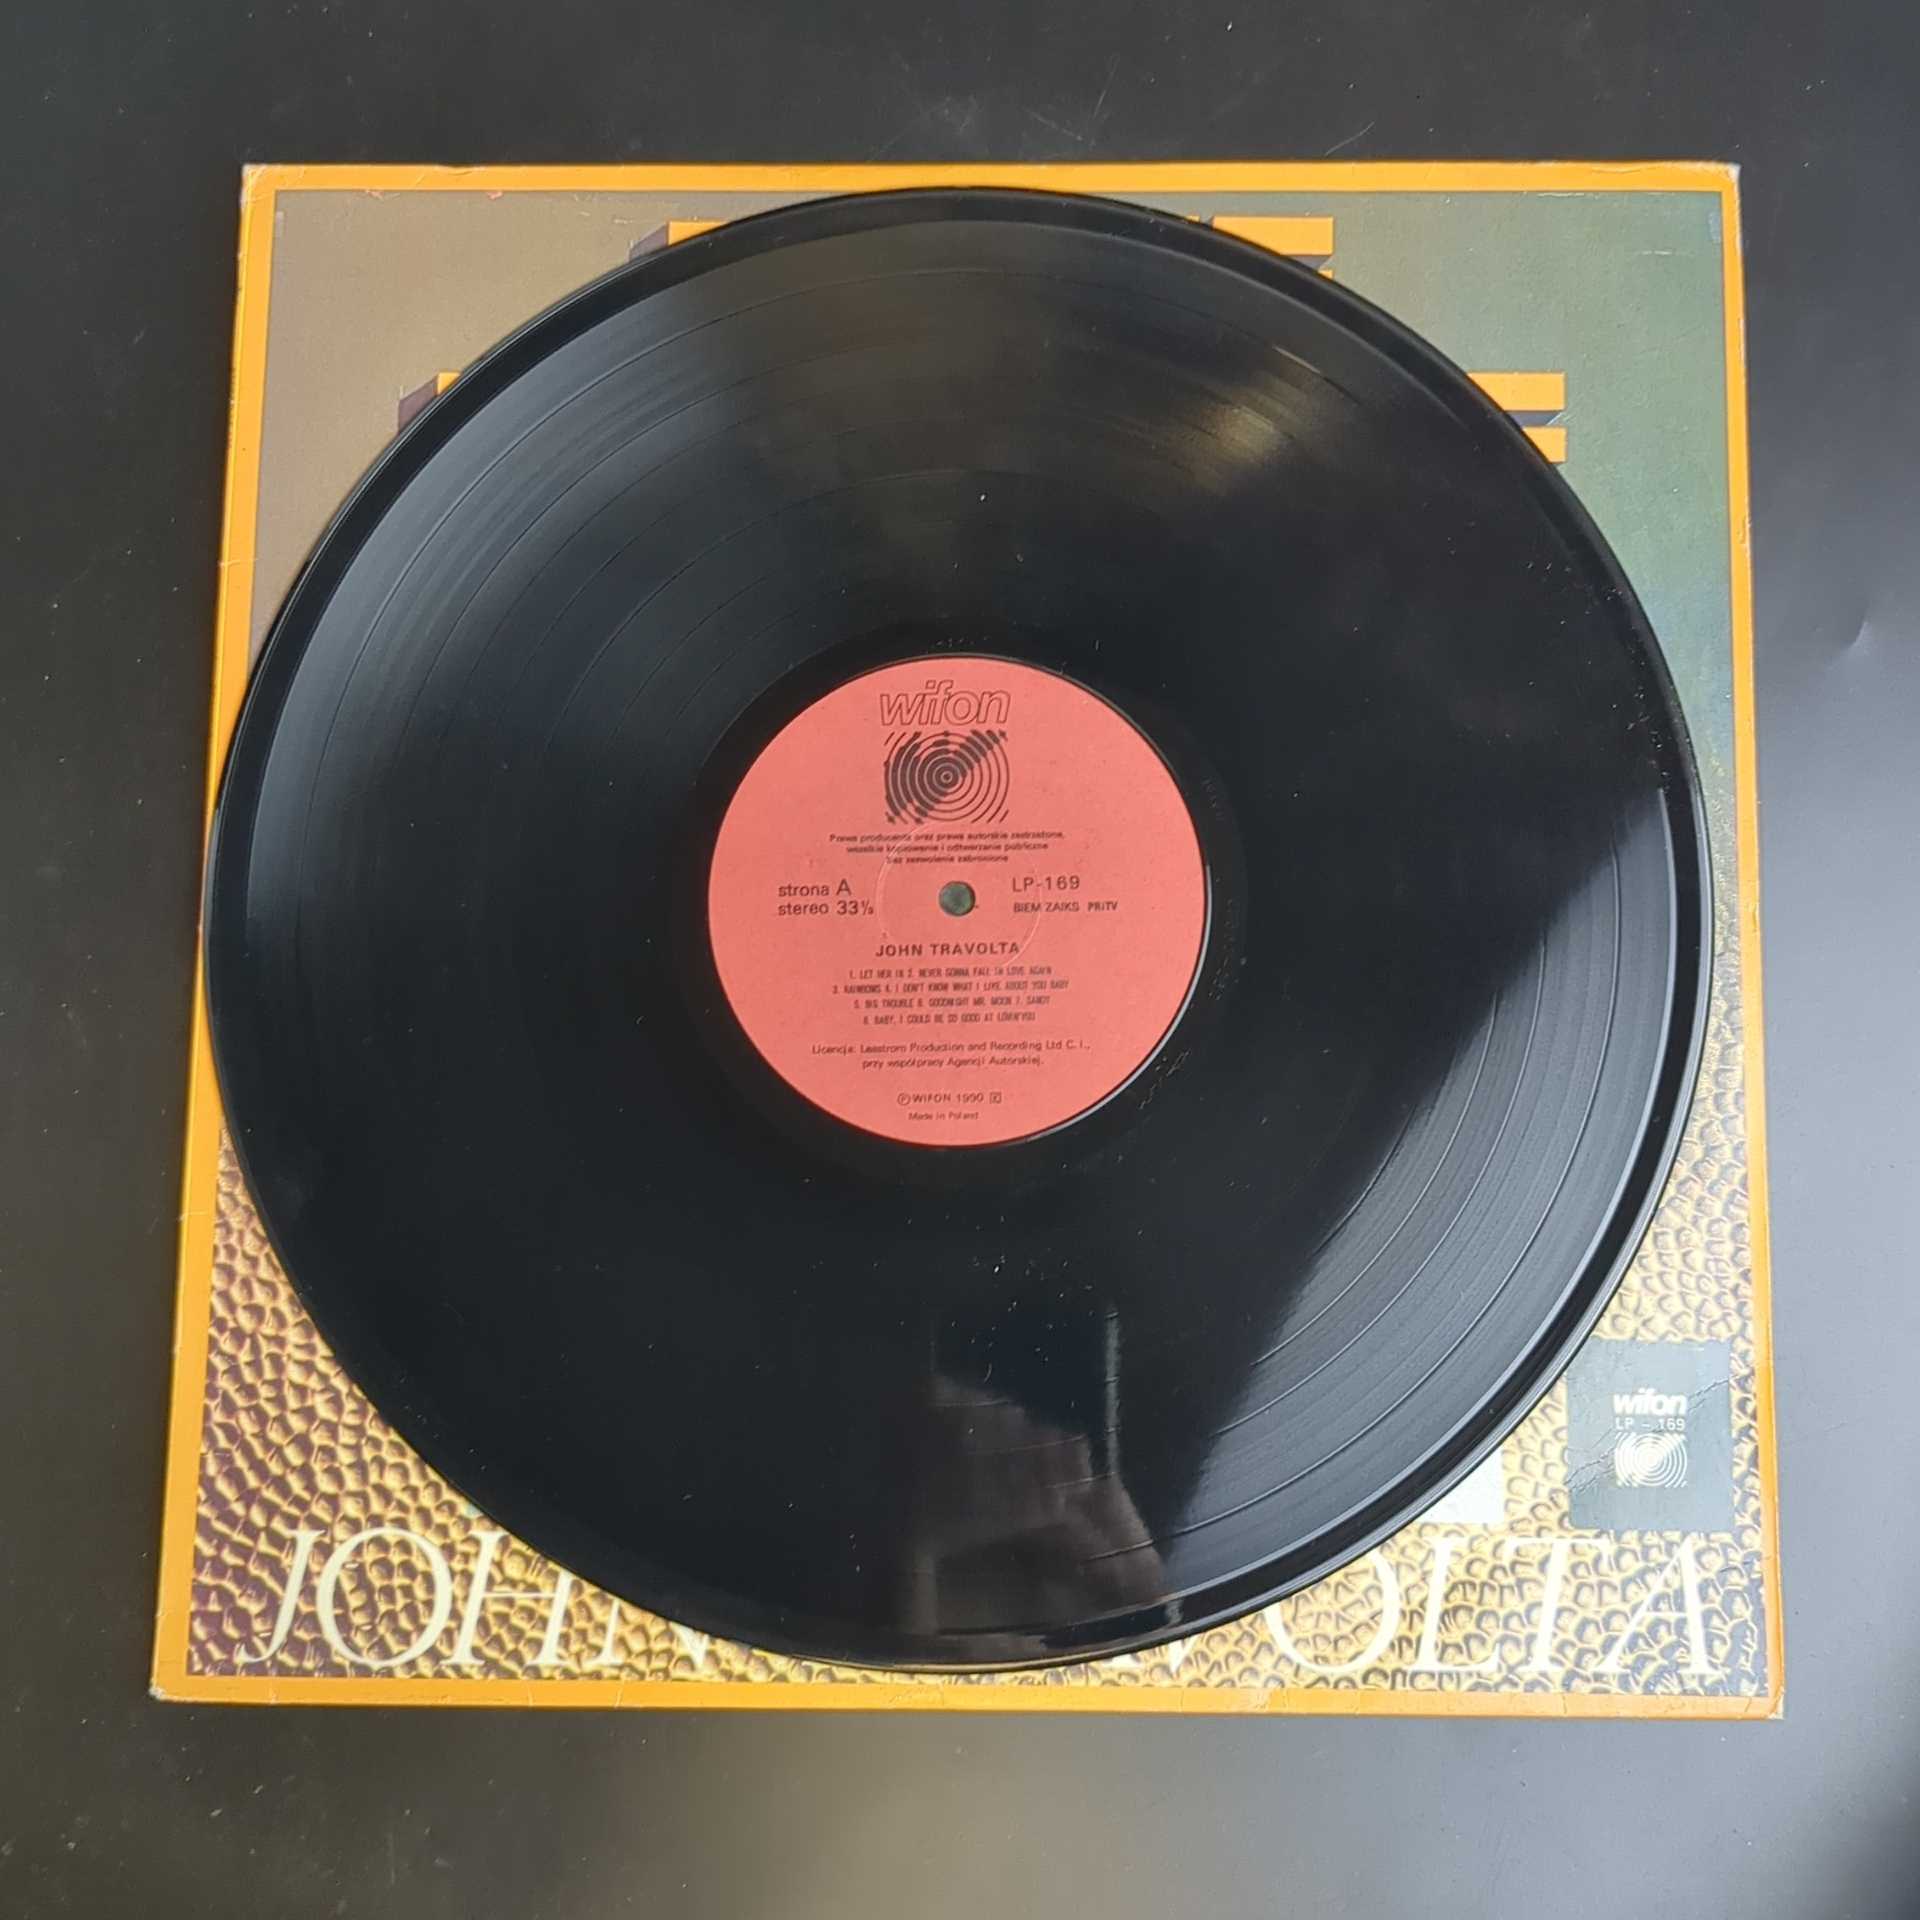 wifon
Prawa producenta oraz prawa autorskie zastrzeżone,
wszelkie kopiowanie i odtwarzanie publiczne
bez zezwolenia zabronione
strona A
stereo 33⅓
LP-169
BIEM ZAIKS PRiTV
JOHN TRAVOLTA
1. LET HER IN 2. NEVER GONNA FALL IN LOVE AGAIN
3. RAINBOWS 4. I DON'T KNOW WHAT I LIKE ABOUT YOU BABY
5. BIG TROUBLE 6. GOODNIGHT MR. MOON 7. SANDY
8. BABY, I COULD BE SO GOOD AT LOVIN'YOU
Licencja: Leastrom Production and Recording Ltd C. I.,
przy współpracy Agencji Autorskiej.
Ⓟ WIFON 1990 K
Made in Poland
wifon
LP - 169
JOHN VOLTA